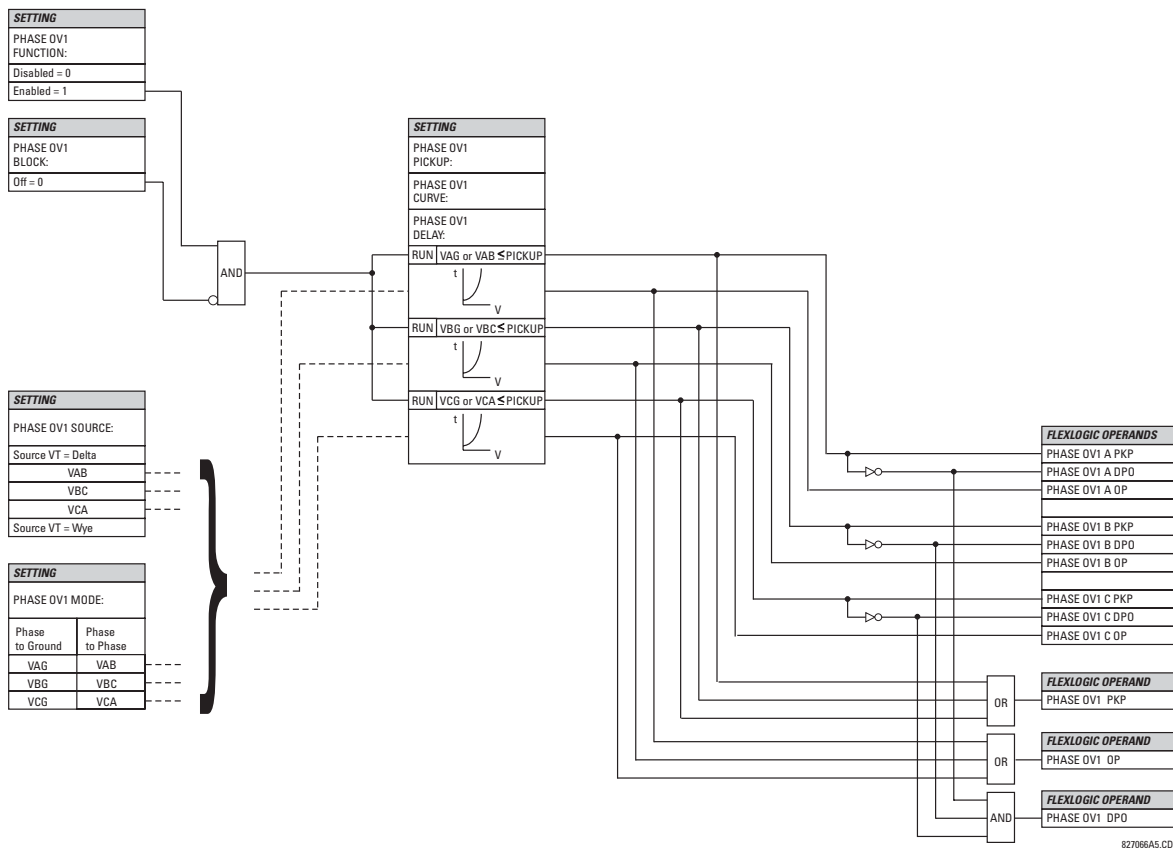 SETTING
PHASE OV1
FUNCTION:
Disabled = 0
Enabled = 1
SETTING
PHASE OV1
BLOCK:
Off = 0
AND
SETTING
PHASE OV1
PICKUP:
PHASE OV1
CURVE:
PHASE OV1
DELAY:
RUN VAG or VAB ≤ PICKUP
t
V
RUN VBG or VBC ≤ PICKUP
t
V
RUN VCG or VCA ≤ PICKUP
t
V
SETTING
PHASE OV1 SOURCE:
Source VT = Delta
VAB
VBC
VCA
Source VT = Wye
SETTING
PHASE OV1 MODE:
Phase to Ground
Phase to Phase
VAG VAB
VBG VBC
VCG VCA
FLEXLOGIC OPERANDS
PHASE OV1 A PKP
PHASE OV1 A DPO
PHASE OV1 A OP
PHASE OV1 B PKP
PHASE OV1 B DPO
PHASE OV1 B OP
PHASE OV1 C PKP
PHASE OV1 C DPO
PHASE OV1 C OP
OR
FLEXLOGIC OPERAND
PHASE OV1 PKP
OR
FLEXLOGIC OPERAND
PHASE OV1 OP
AND
FLEXLOGIC OPERAND
PHASE OV1 DPO
827066A5.CD